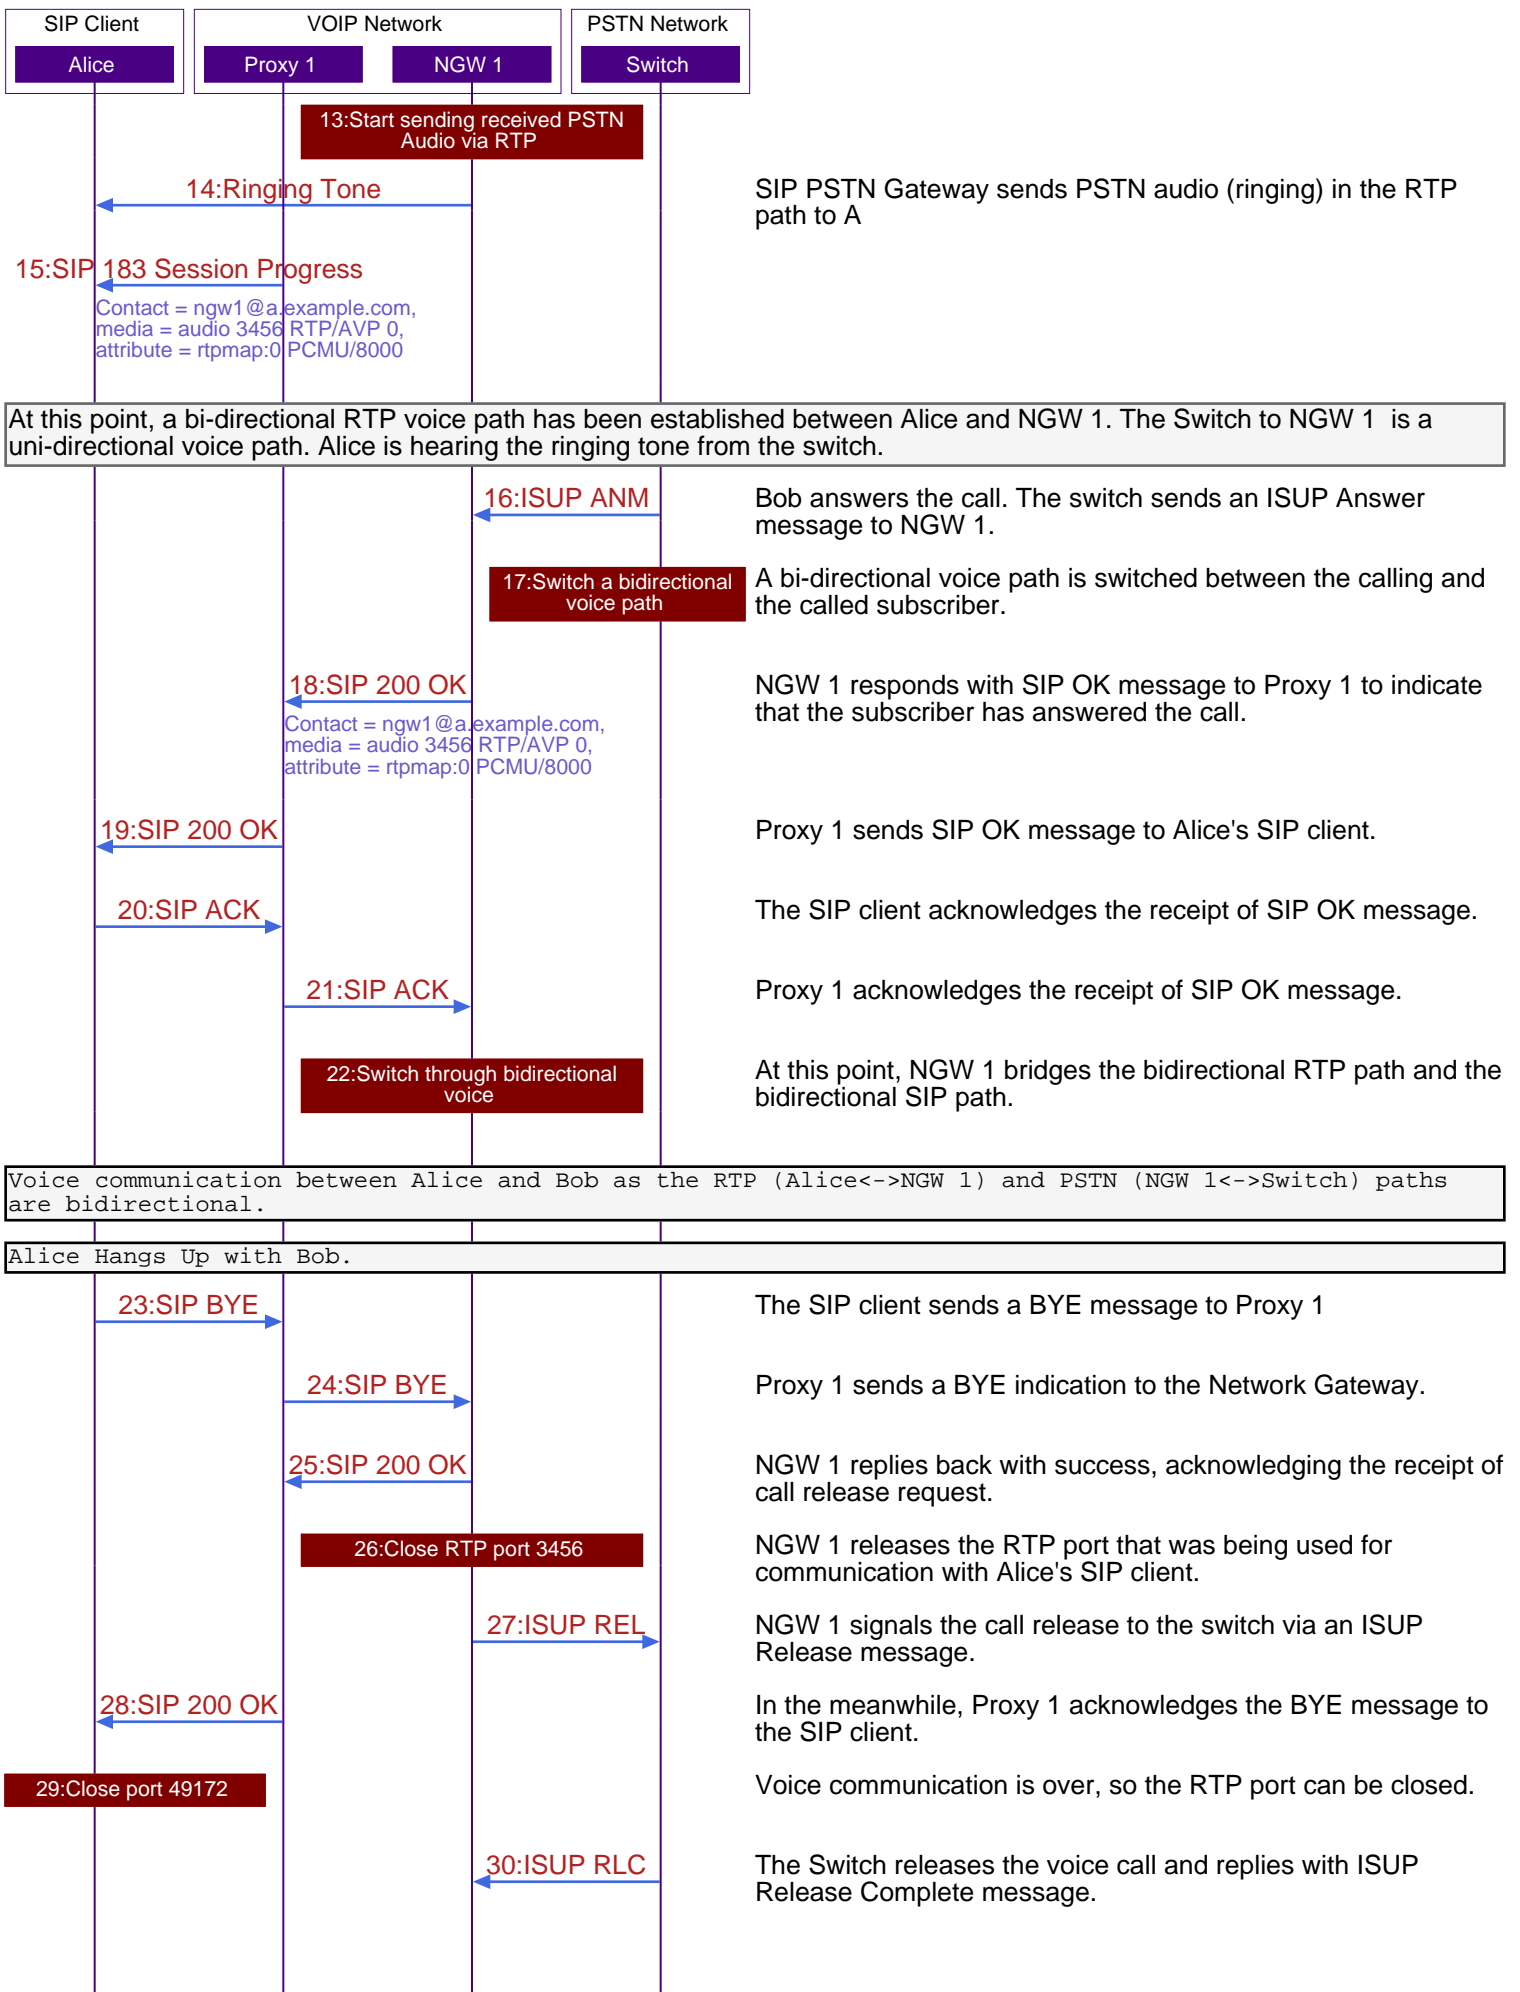 SIP Client
VOIP Network
PSTN Network
Alice
Proxy 1
NGW 1
Switch
13:Start sending received PSTN
Audio via RTP
14:Ringing Tone
SIP PSTN Gateway sends PSTN audio (ringing) in the RTP
path to A
15:SIP 183 Session Progress
Contact = ngw1@a.example.com,
media = audio 3456 RTP/AVP 0,
attribute = rtpmap:0 PCMU/8000
At this point, a bi-directional RTP voice path has been established between Alice and NGW 1. The Switch to NGW 1  is a
uni-directional voice path. Alice is hearing the ringing tone from the switch.
16:ISUP ANM
Bob answers the call. The switch sends an ISUP Answer
message to NGW 1.
17:Switch a bidirectional
voice path
A bi-directional voice path is switched between the calling and
the called subscriber.
18:SIP 200 OK
NGW 1 responds with SIP OK message to Proxy 1 to indicate
that the subscriber has answered the call.
Contact = ngw1@a.example.com,
media = audio 3456 RTP/AVP 0,
attribute = rtpmap:0 PCMU/8000
19:SIP 200 OK
Proxy 1 sends SIP OK message to Alice's SIP client.
20:SIP ACK
The SIP client acknowledges the receipt of SIP OK message.
21:SIP ACK
Proxy 1 acknowledges the receipt of SIP OK message.
22:Switch through bidirectional
voice
At this point, NGW 1 bridges the bidirectional RTP path and the
bidirectional SIP path.
Voice communication between Alice and Bob as the RTP (Alice<->NGW 1) and PSTN (NGW 1<->Switch) paths
are bidirectional.
Alice Hangs Up with Bob.
23:SIP BYE
The SIP client sends a BYE message to Proxy 1
24:SIP BYE
Proxy 1 sends a BYE indication to the Network Gateway.
25:SIP 200 OK
NGW 1 replies back with success, acknowledging the receipt of
call release request.
26:Close RTP port 3456
NGW 1 releases the RTP port that was being used for
communication with Alice's SIP client.
27:ISUP REL
NGW 1 signals the call release to the switch via an ISUP
Release message.
28:SIP 200 OK
In the meanwhile, Proxy 1 acknowledges the BYE message to
the SIP client.
29:Close port 49172
Voice communication is over, so the RTP port can be closed.
30:ISUP RLC
The Switch releases the voice call and replies with ISUP
Release Complete message.